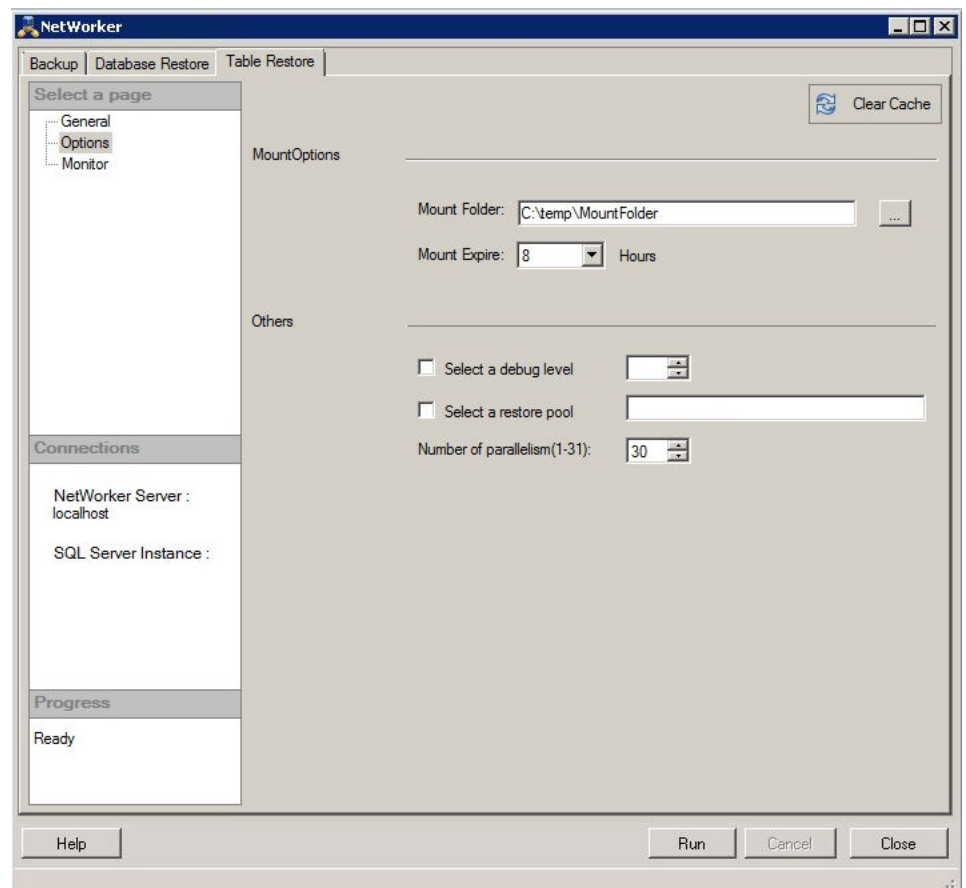 NetWorker
Backup Database Restore Table Restore
Select a page
General
Options
Monitor
Clear Cache
MountOptions
Mount Folder: C:\temp\MountFolder ...
Mount Expire: 8 Hours
Others
Select a debug level
Select a restore pool
Number of parallelism(1-31): 30
Connections
NetWorker Server :
localhost
SQL Server Instance :
Progress
Ready
Help Run Cancel Close